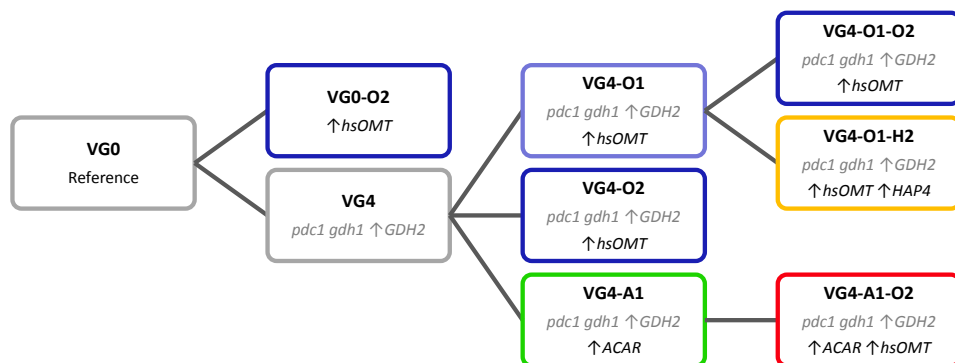 VG0
Reference
VG0-O2
↑hsOMT
VG4
pdc1 gdh1 ↑GDH2
VG4-O1
pdc1 gdh1 ↑GDH2
↑hsOMT
VG4-O2
pdc1 gdh1 ↑GDH2
↑hsOMT
VG4-A1
pdc1 gdh1 ↑GDH2
↑ACAR
VG4-O1-O2
pdc1 gdh1 ↑GDH2
↑hsOMT
VG4-O1-H2
pdc1 gdh1 ↑GDH2
↑hsOMT ↑HAP4
VG4-A1-O2
pdc1 gdh1 ↑GDH2
↑ACAR ↑hsOMT